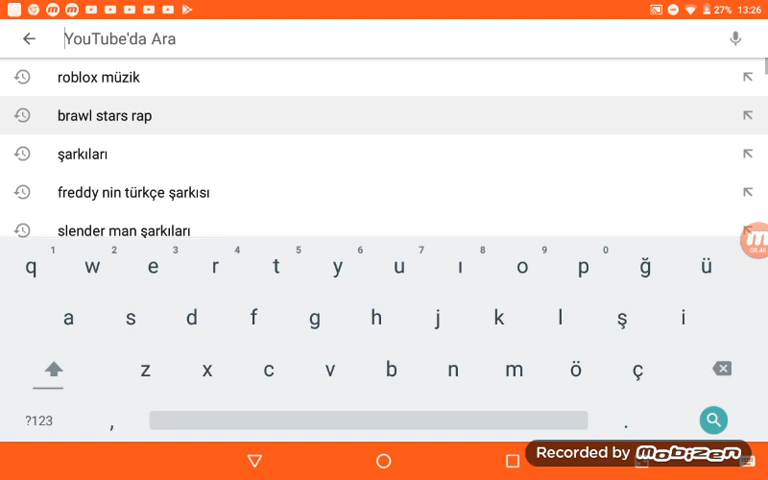 27% 13:26
YouTube'da Ara
roblox müzik
brawl stars rap
şarkıları
freddy nin türkçe şarkısı
slender man şarkıları
1 2 3 4 5 6 7 8 9 0
q w e r t y u ı o p ğ ü
a s d f g h j k l ş i
z x c v b n m ö ç
?123 , .
Recorded by mobizen